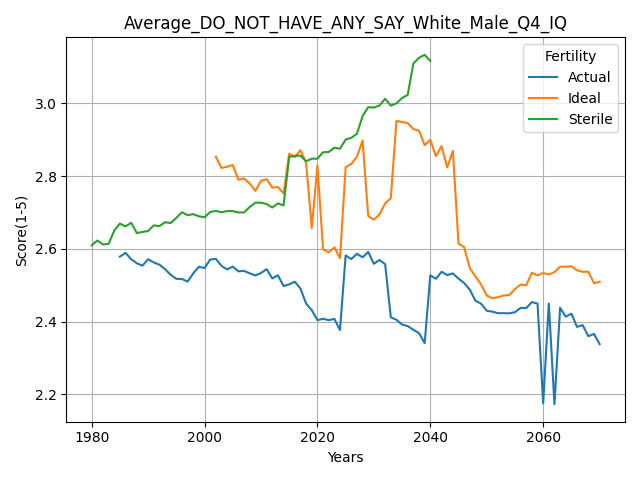 Average_DO_NOT_HAVE_ANY_SAY_White_Male_Q4_IQ
Fertility
Actual
Ideal
Sterile
Score(1-5)
3.0
2.8
2.6
2.4
2.2
1980 2000 2020 2040 2060
Years